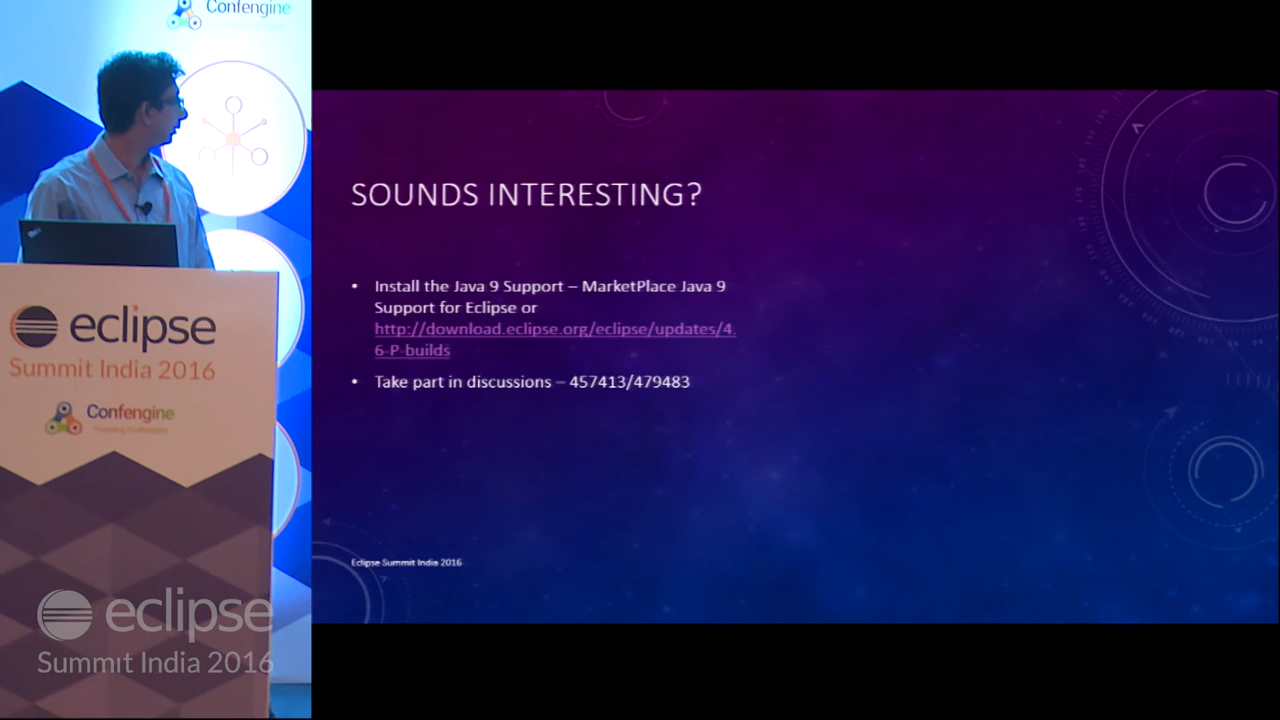 Confengine
SOUNDS INTERESTING?
• Install the Java 9 Support – MarketPlace Java 9
Support for Eclipse or
http://download.eclipse.org/eclipse/updates/4.
6-P-builds
• Take part in discussions – 457413/479483
Eclipse Summit India 2016
eclipse
Summit India 2016
Confengine
eclipse
Summit India 2016